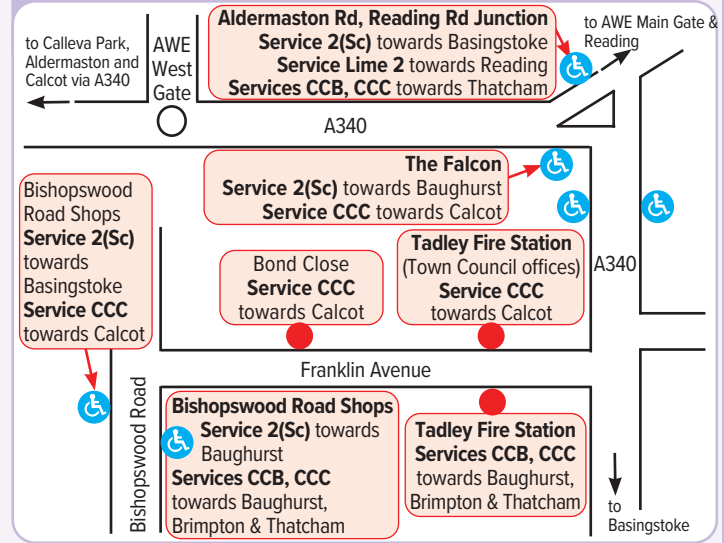 to Calleva Park,
Aldermaston and
Calcot via A340
AWE
West
Gate
Aldermaston Rd, Reading Rd Junction
Service 2(Sc) towards Basingstoke
Service Lime 2 towards Reading
Services CCB, CCC towards Thatcham
to AWE Main Gate &
Reading
A340
The Falcon
Service 2(Sc) towards Baughurst
Service CCC towards Calcot
Bishopswood
Road Shops
Service 2(Sc)
towards
Basingstoke
Service CCC
towards Calcot
Bond Close
Service CCC
towards Calcot
Tadley Fire Station
(Town Council offices)
Service CCC
towards Calcot
A340
Franklin Avenue
Bishopswood Road
Bishopswood Road Shops
Service 2(Sc) towards
Baughurst
Services CCB, CCC
towards Baughurst,
Brimpton & Thatcham
Tadley Fire Station
Services CCB, CCC
towards Baughurst,
Brimpton & Thatcham
to
Basingstoke